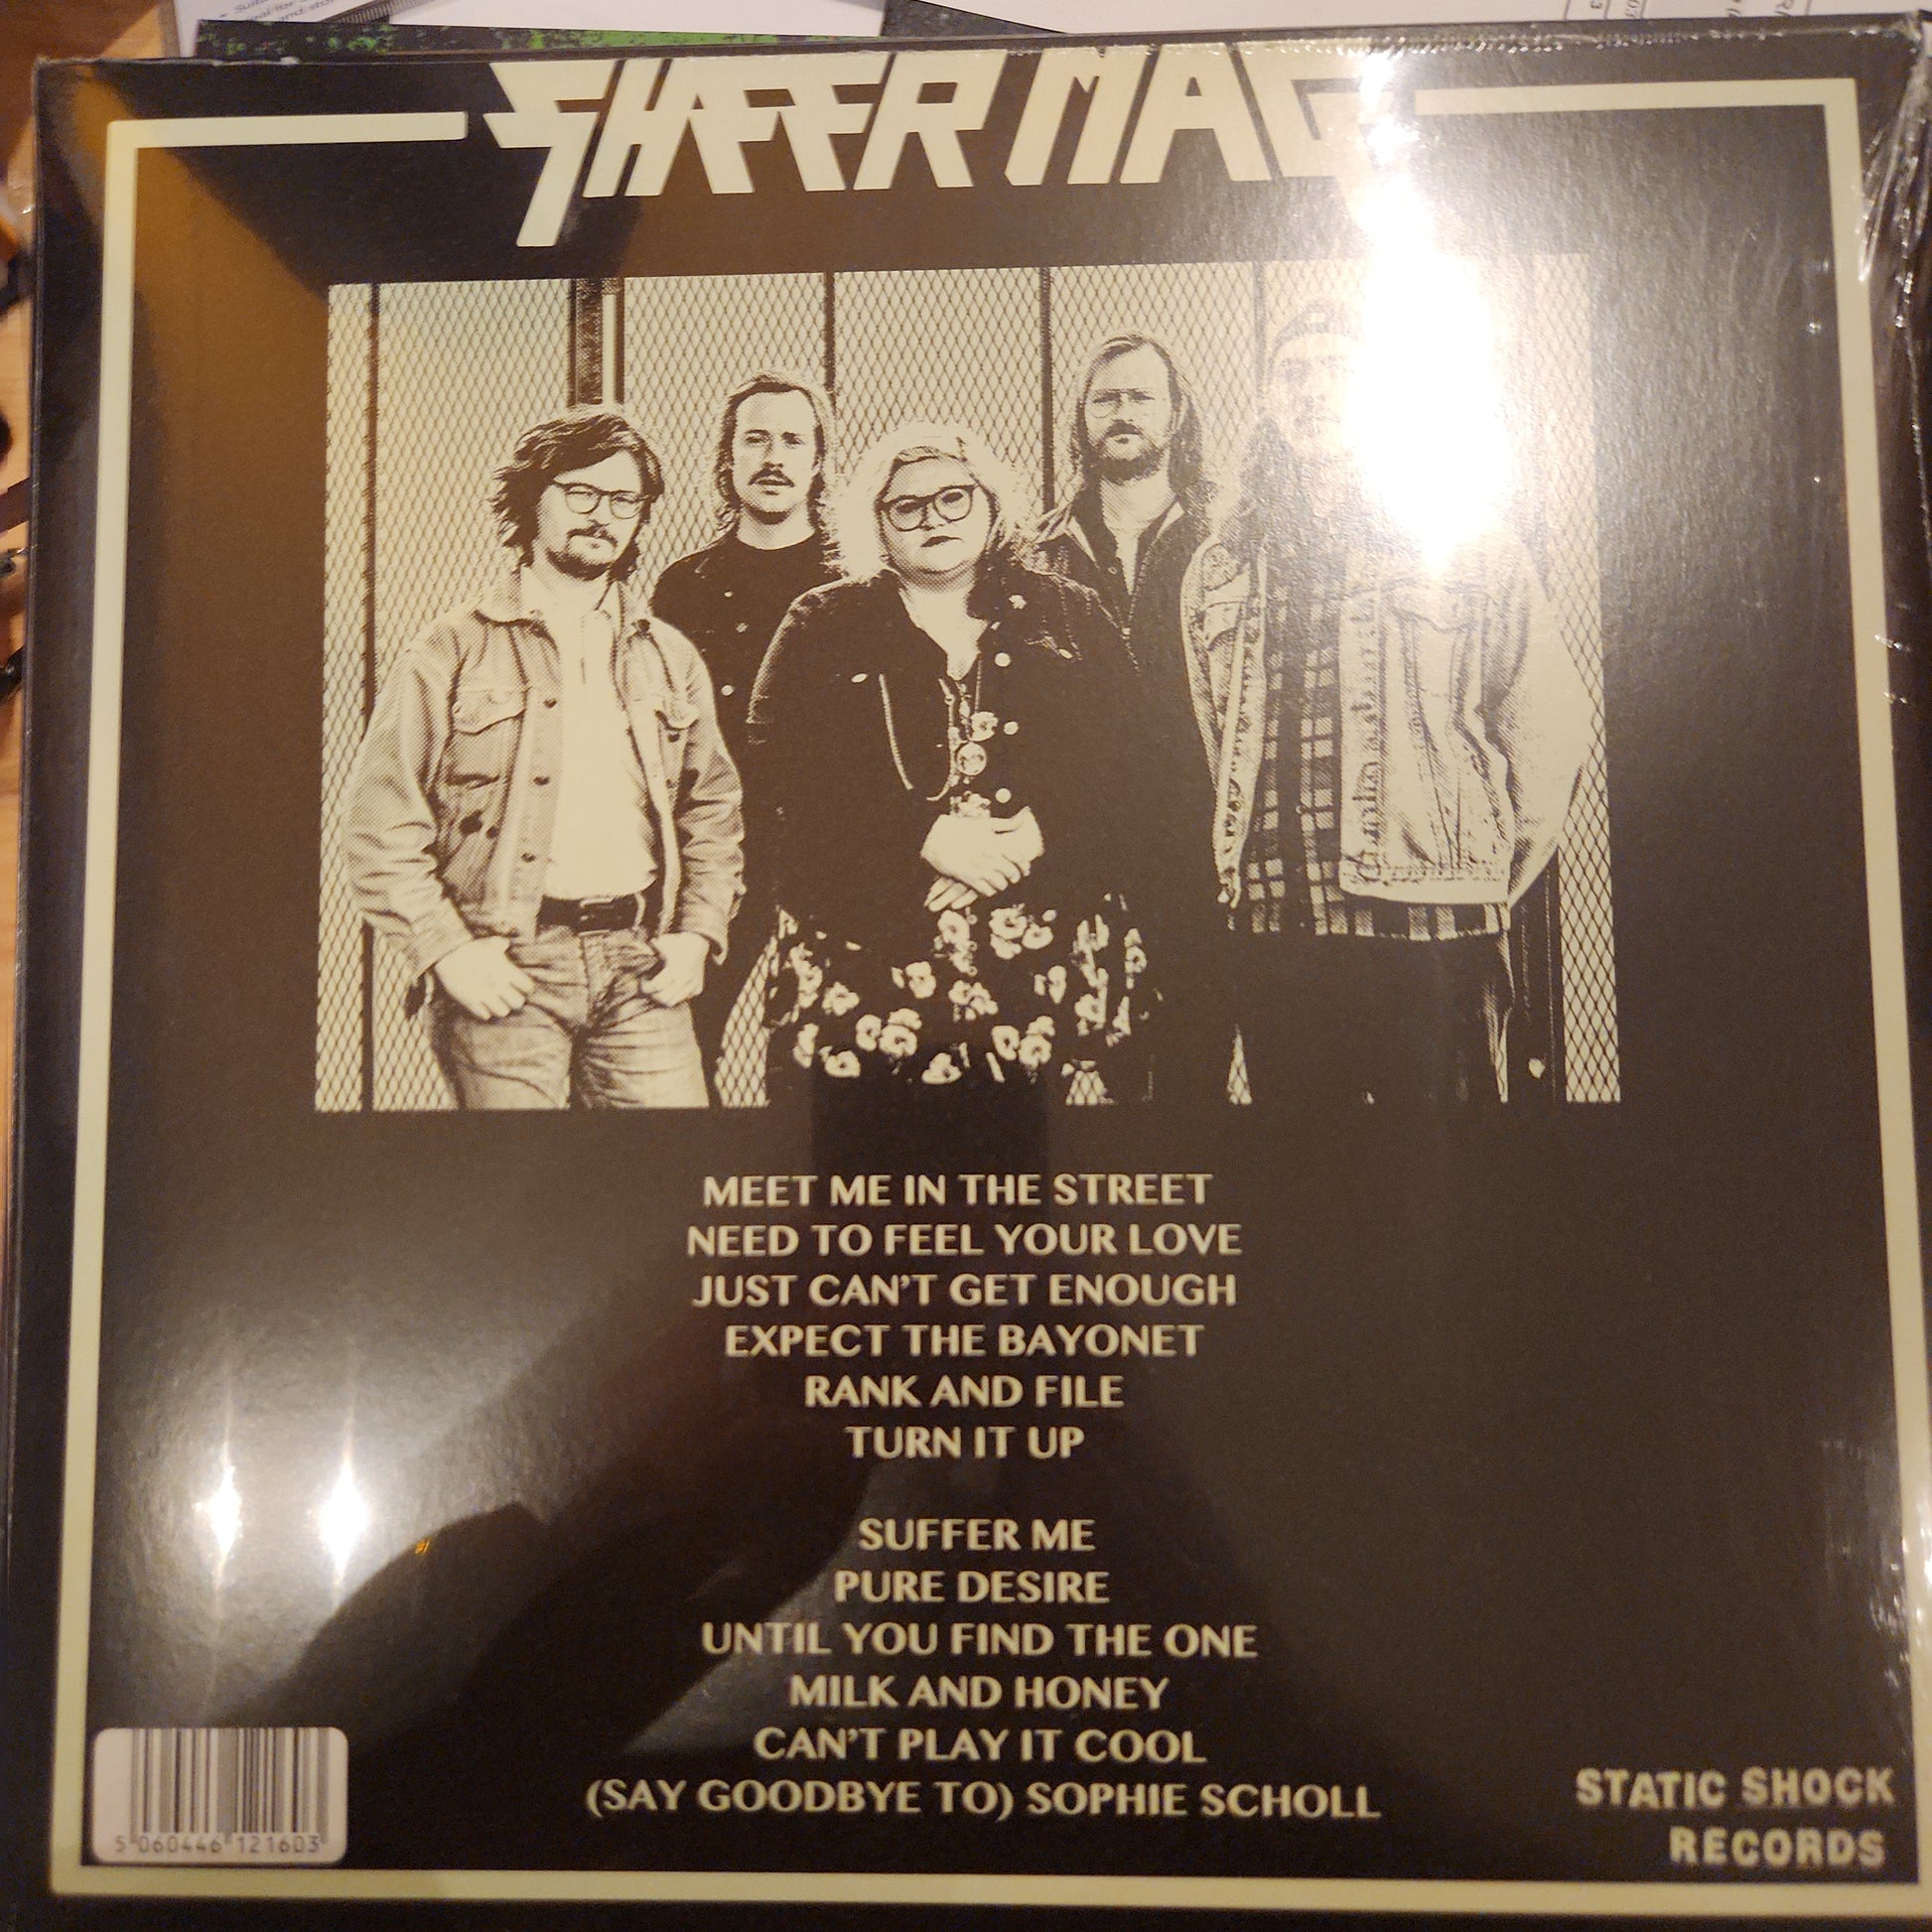 SHEER MAG
MEET ME IN THE STREET
NEED TO FEEL YOUR LOVE
JUST CAN'T GET ENOUGH
EXPECT THE BAYONET
RANK AND FILE
TURN IT UP
SUFFER ME
PURE DESIRE
UNTIL YOU FIND THE ONE
MILK AND HONEY
CAN'T PLAY IT COOL
(SAY GOODBYE TO) SOPHIE SCHOLL
STATIC SHOCK
RECORDS
5 060446 121603